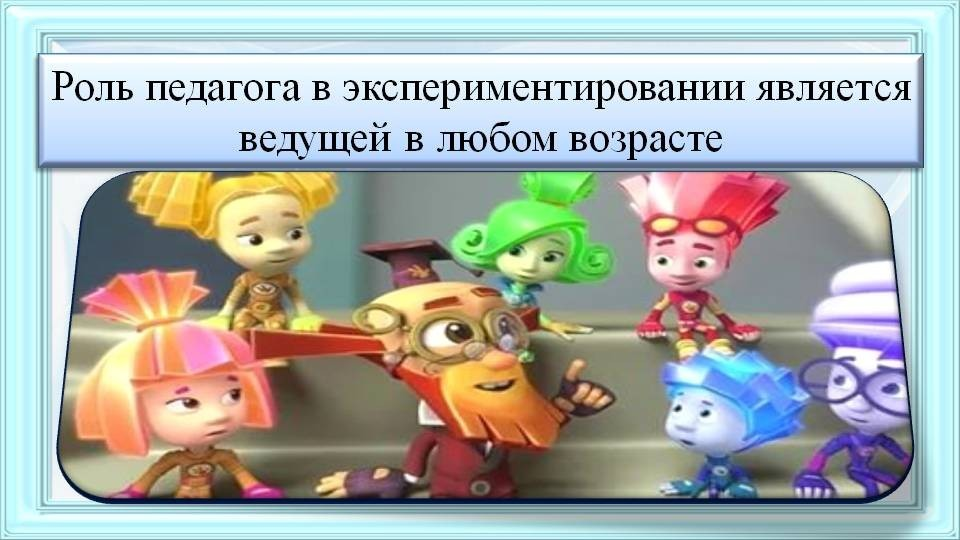 Роль педагога в экспериментировании является
ведущей в любом возрасте